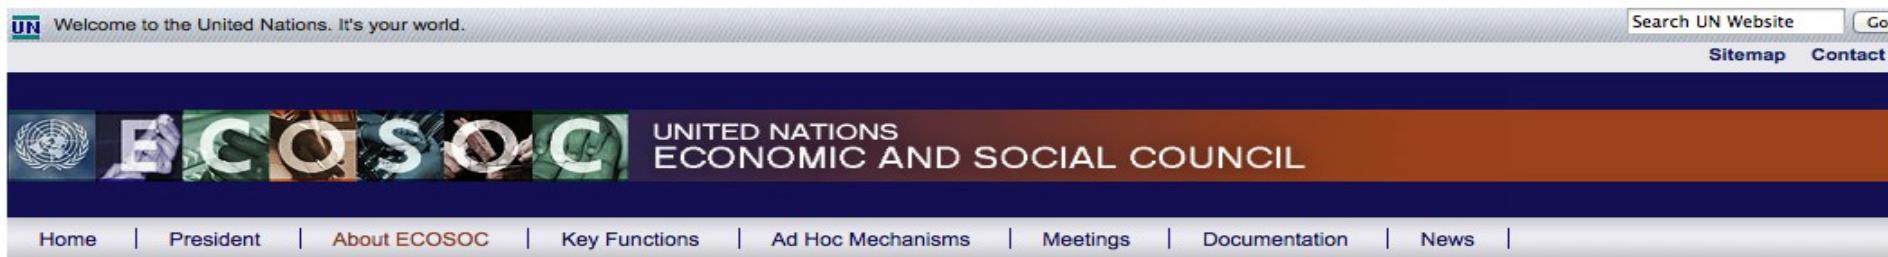 UN Welcome to the United Nations. It's your world. Search UN Website Go
Sitemap Contact
ECOSOC
UNITED NATIONS
ECONOMIC AND SOCIAL COUNCIL
Home | President | About ECOSOC | Key Functions | Ad Hoc Mechanisms | Meetings | Documentation | News |